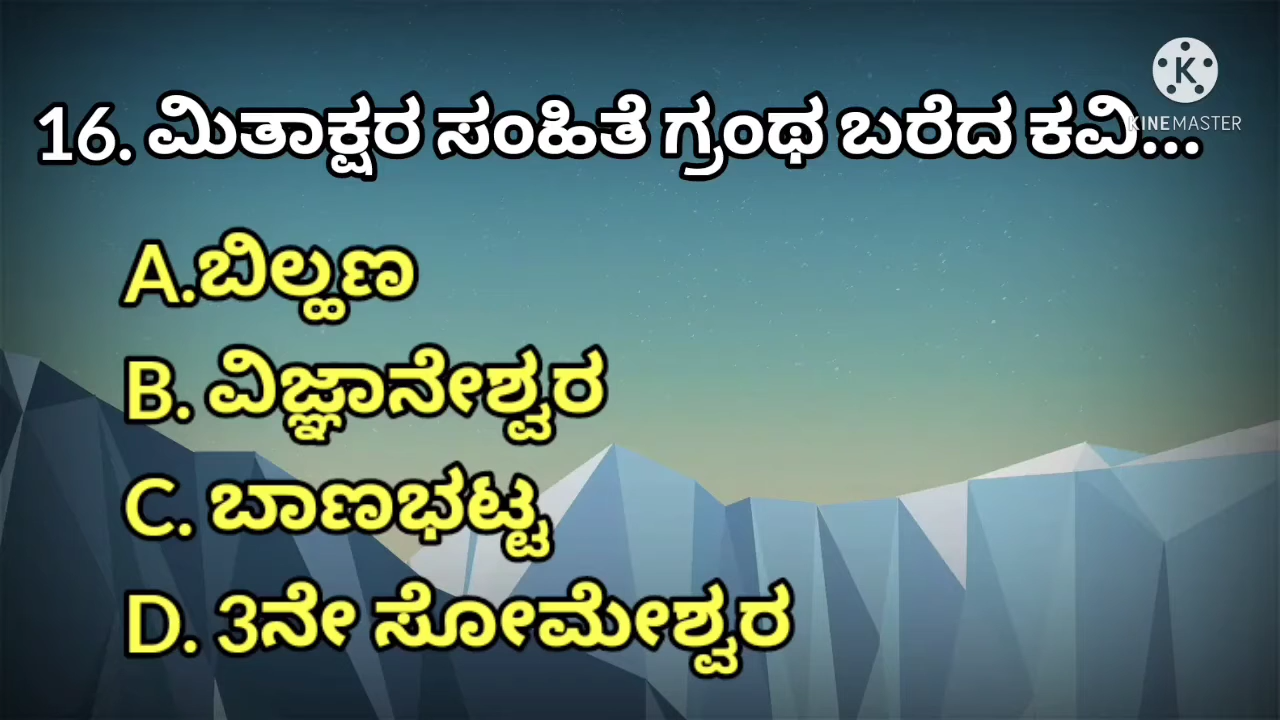 16. ಮಿತಾಕ್ಷರ ಸಂಹಿತೆ ಗ್ರಂಥ ಬರೆದ ಕವಿ...
KINEMASTER
A.ಬಿಲ್ಹಣ
B. ವಿಜ್ಞಾನೇಶ್ವರ
C. ಬಾಣಭಟ್ಟ
D. 3ನೇ ಸೋಮೇಶ್ವರ